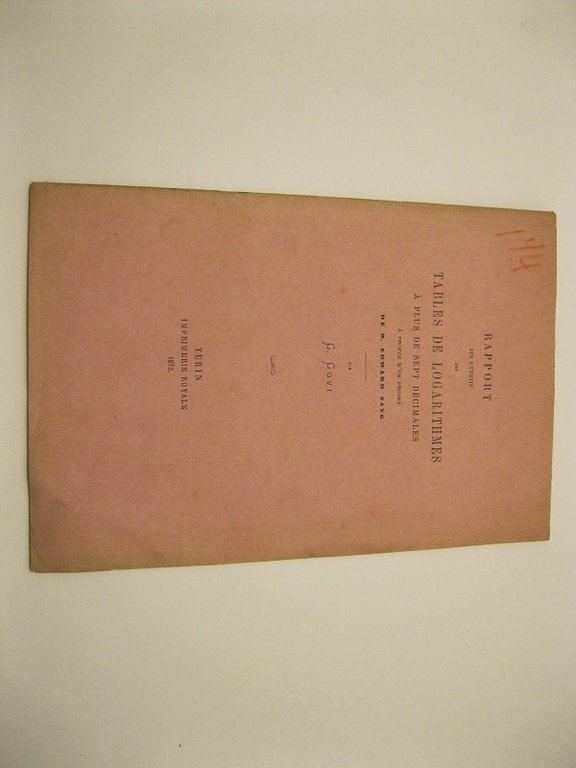 174
RAPPORT
SUR L'UTILITÉ
DES
TABLES DE LOGARITHMES
À PLUS DE SEPT DÉCIMALES
À PROPOS D'UN PROJET
DE M. EDWARD SANG
PAR
G. GOVI
TURIN
IMPRIMERIE ROYALE
1873.